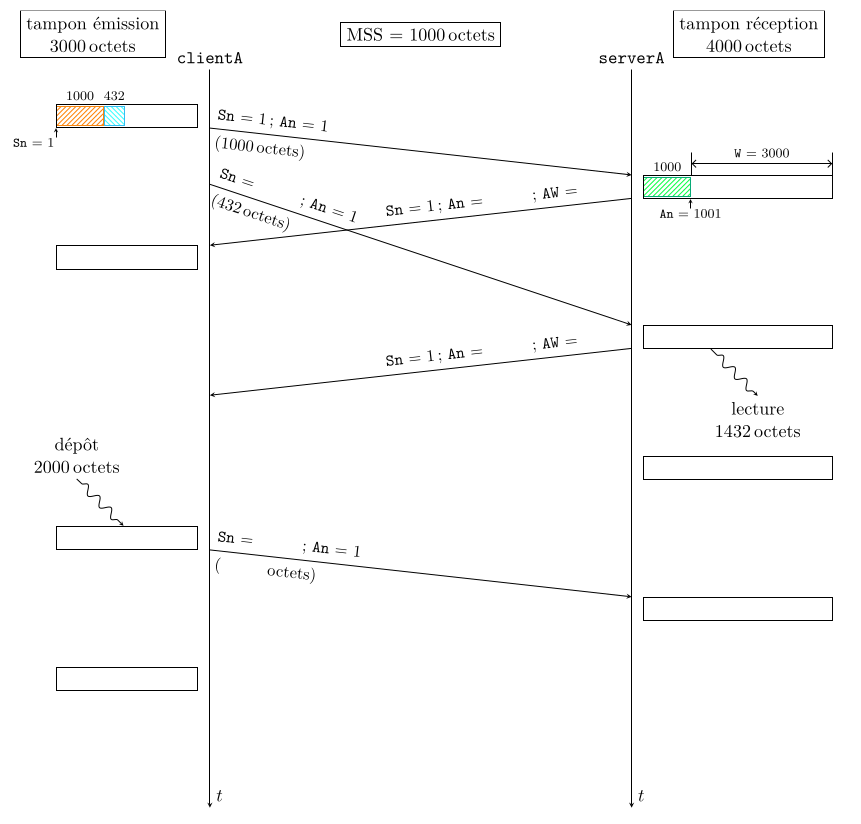 tampon émission
3000 octets
MSS = 1000 octets
tampon réception
4000 octets
clientA
serverA
1000 432
Sn = 1
Sn = 1 ; An = 1
(1000 octets)
1000
W = 3000
An = 1001
Sn = ; An = 1
(432 octets)
Sn = 1 ; An = ; AW =
Sn = 1 ; An = ; AW =
lecture
1432 octets
dépôt
2000 octets
Sn = ; An = 1
( octets)
t
t